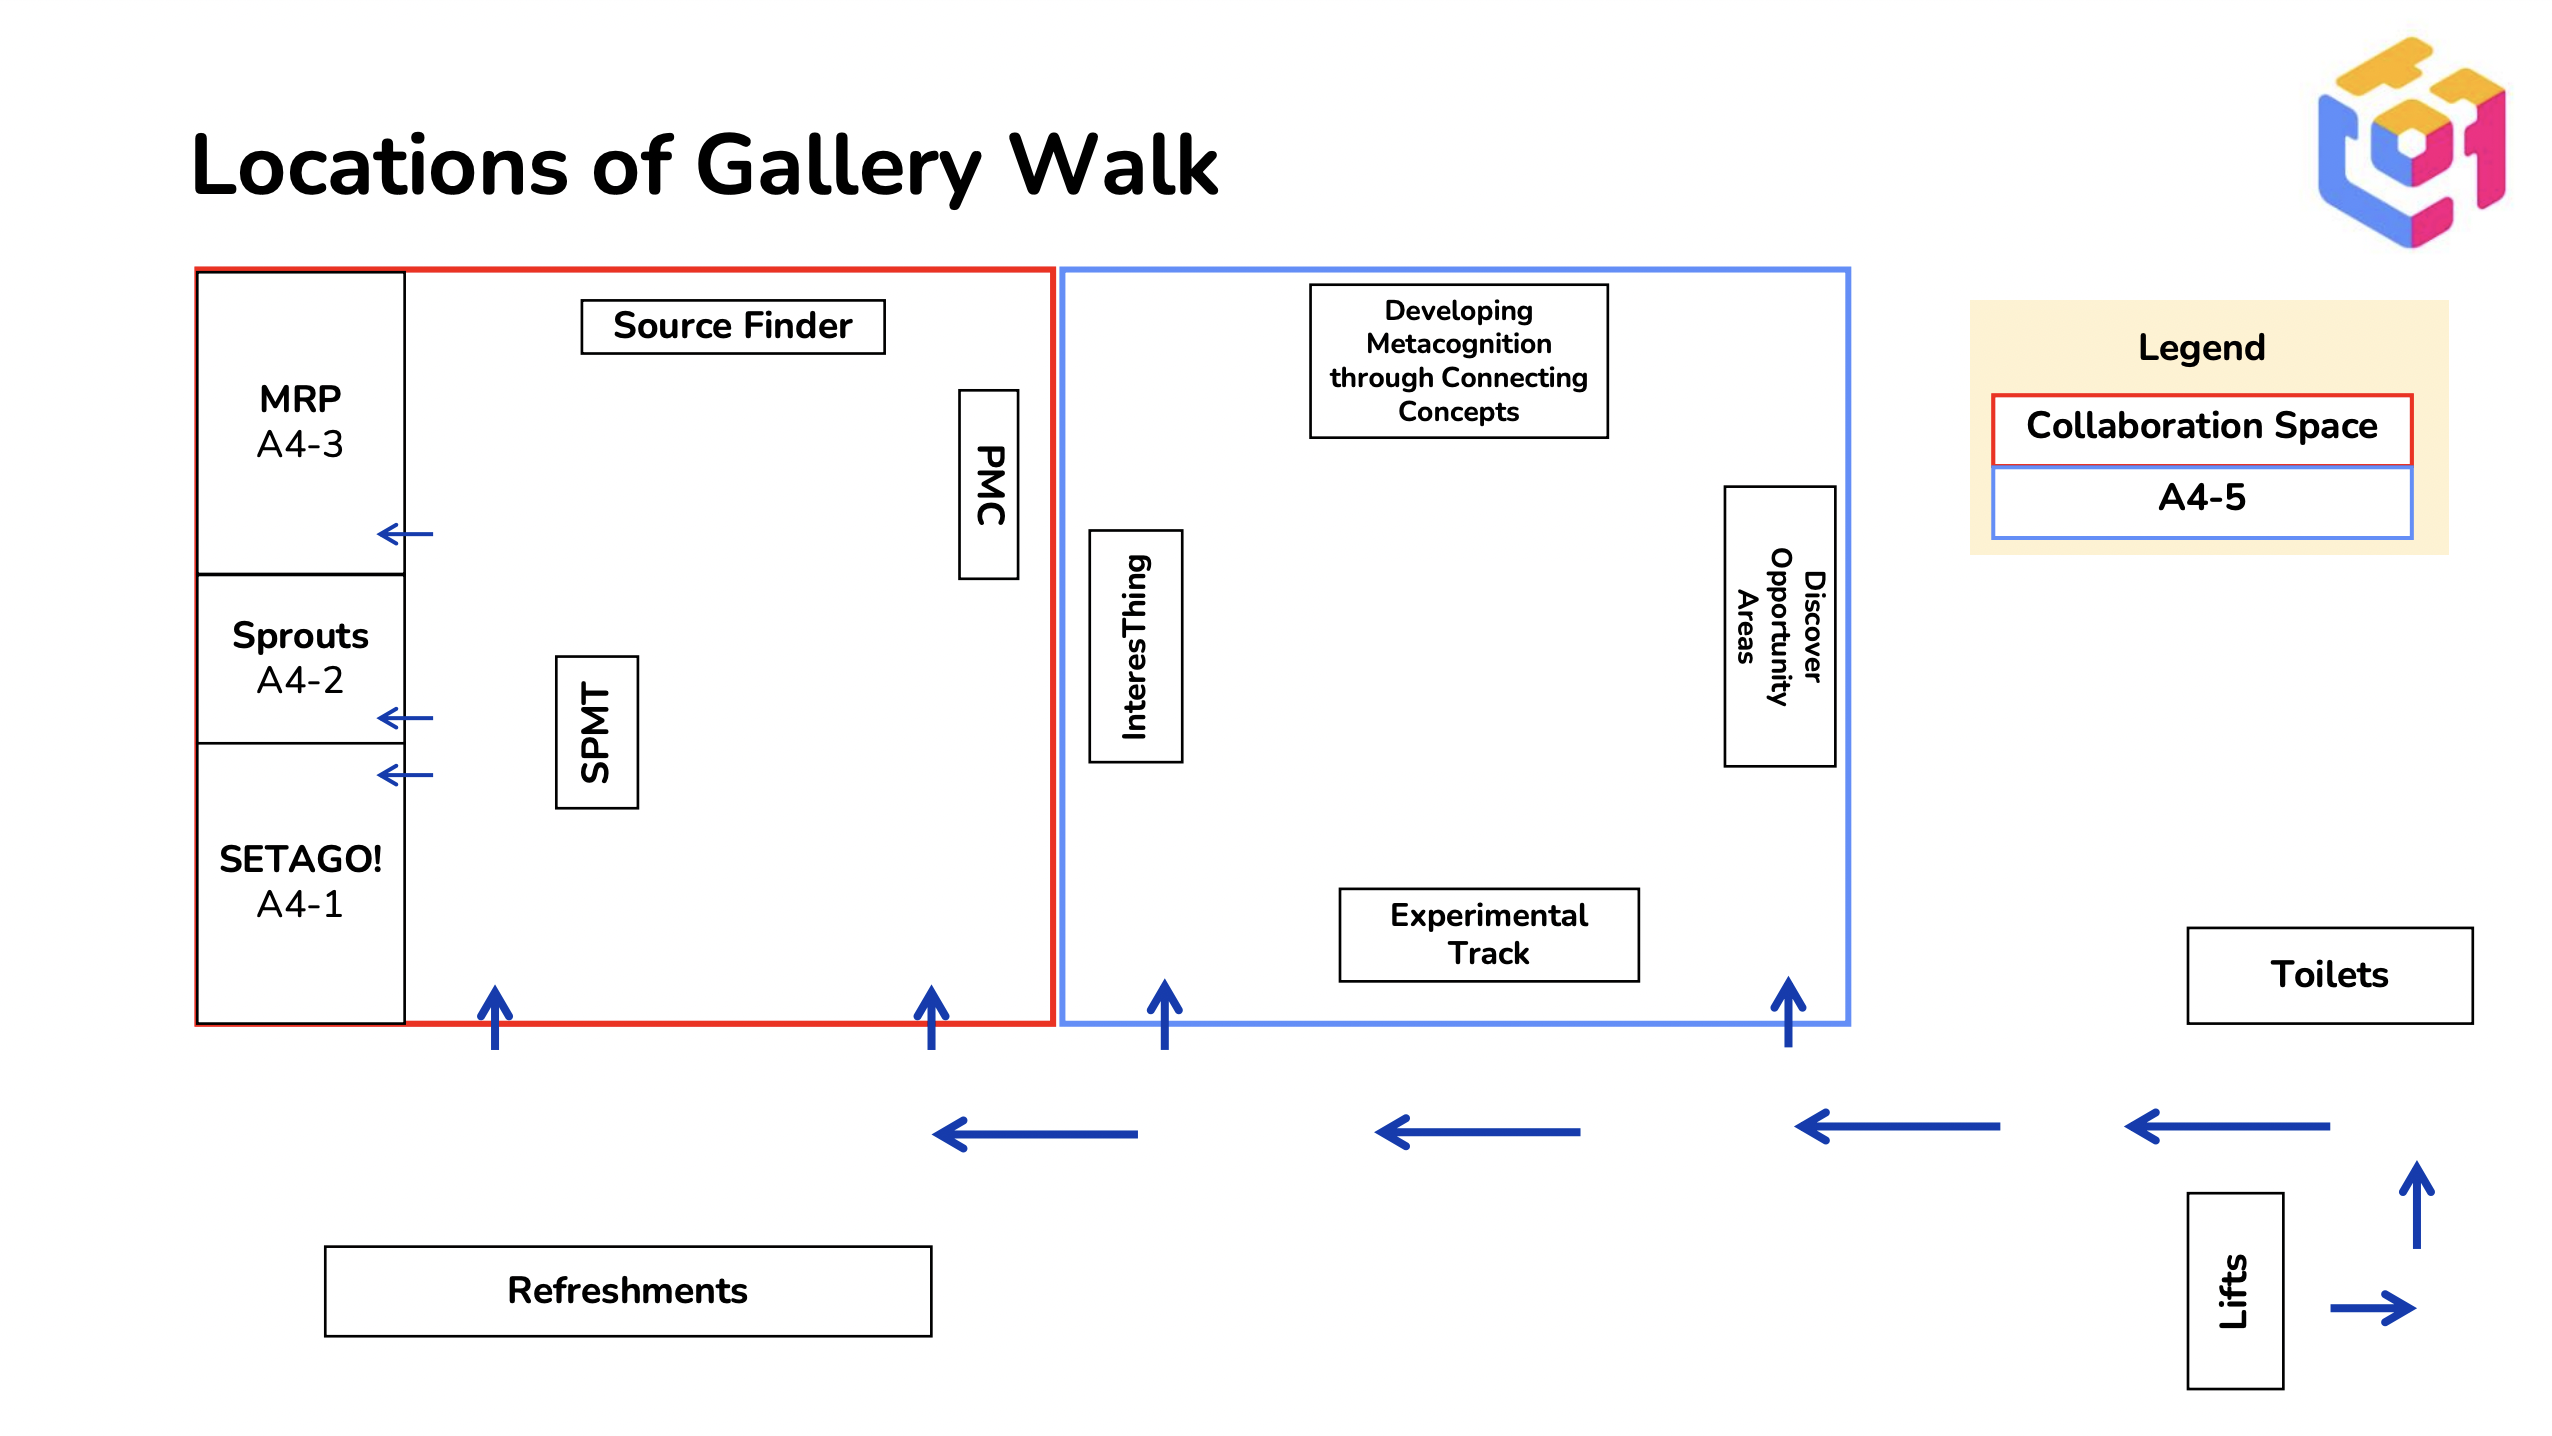 Locations of Gallery Walk
MRP
A4-3
Sprouts
A4-2
SETAGO!
A4-1
Source Finder
PMC
SPMT
Developing
Metacognition
through Connecting
Concepts
InteresThing
Discover
Opportunity
Areas
Experimental
Track
Legend
Collaboration Space
A4-5
Toilets
Lifts
Refreshments